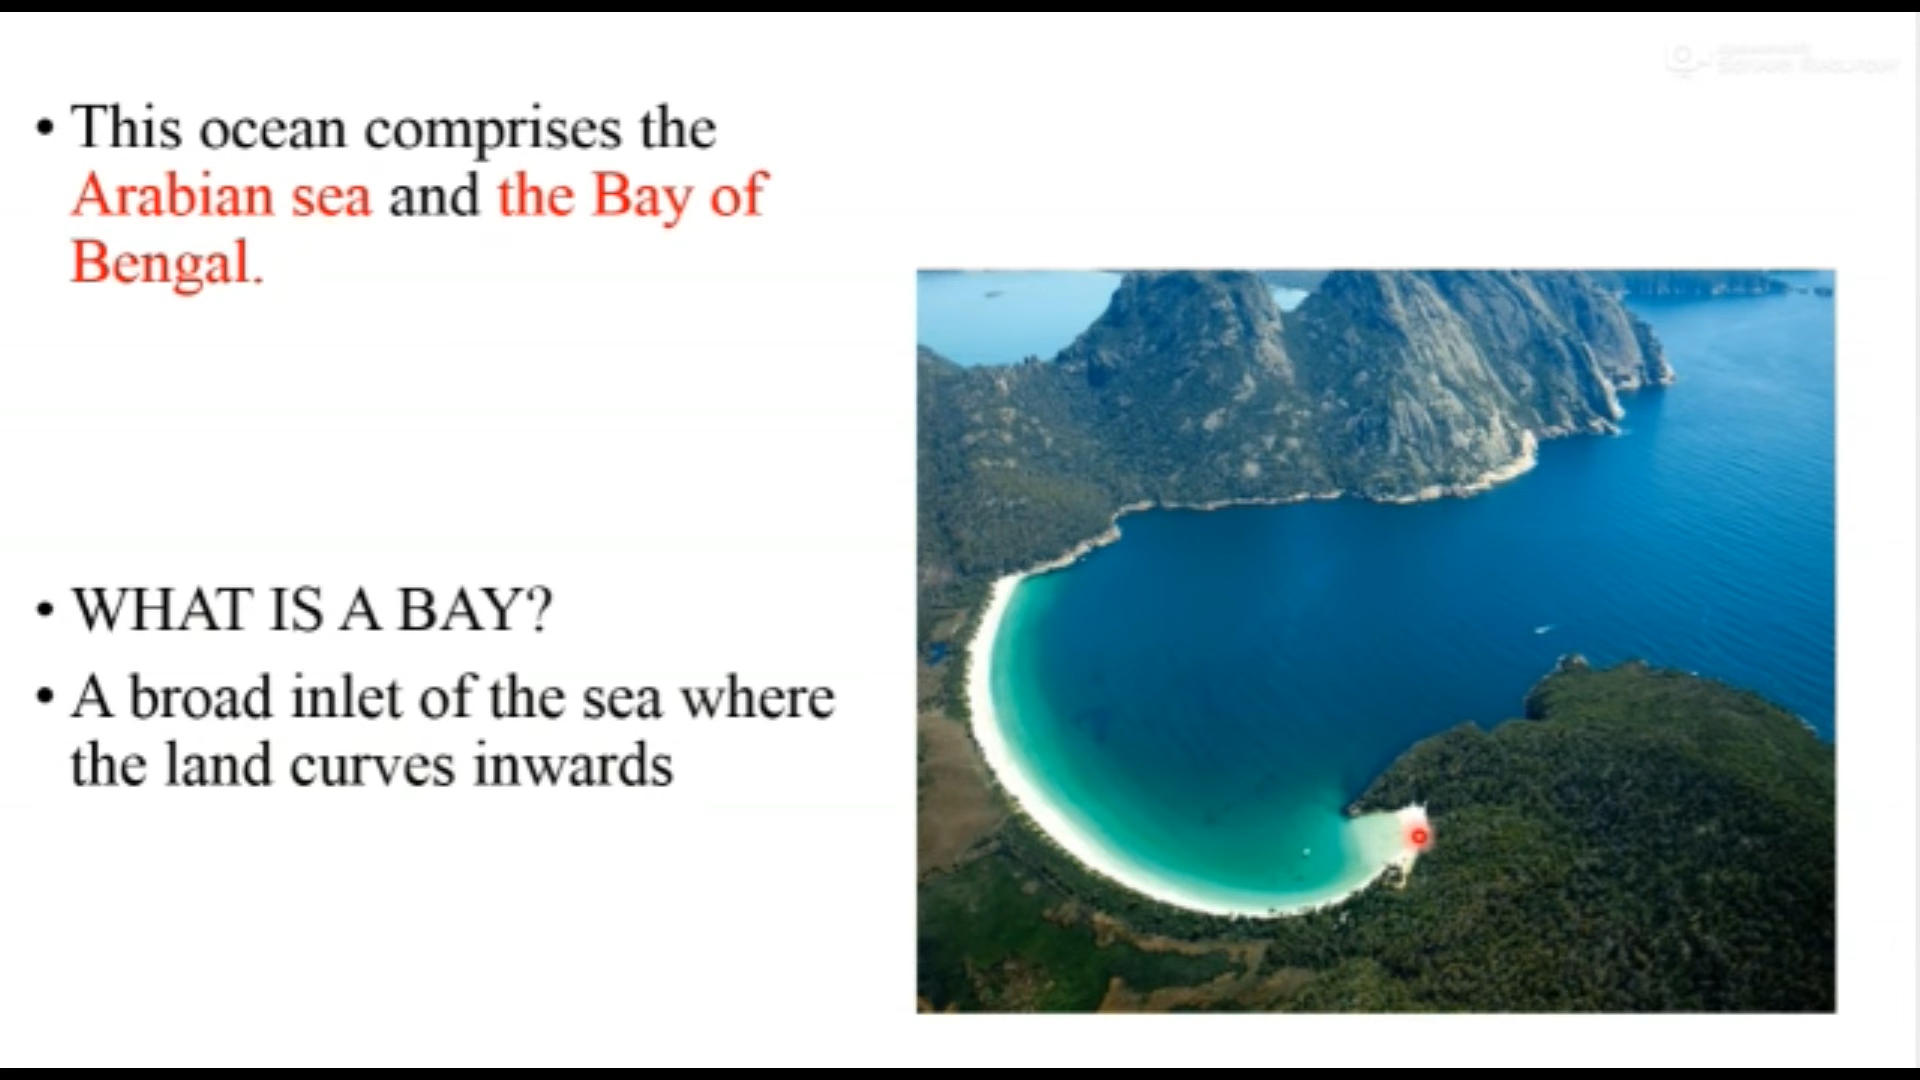 • This ocean comprises the
Arabian sea and the Bay of
Bengal.
• WHAT IS A BAY?
• A broad inlet of the sea where
the land curves inwards